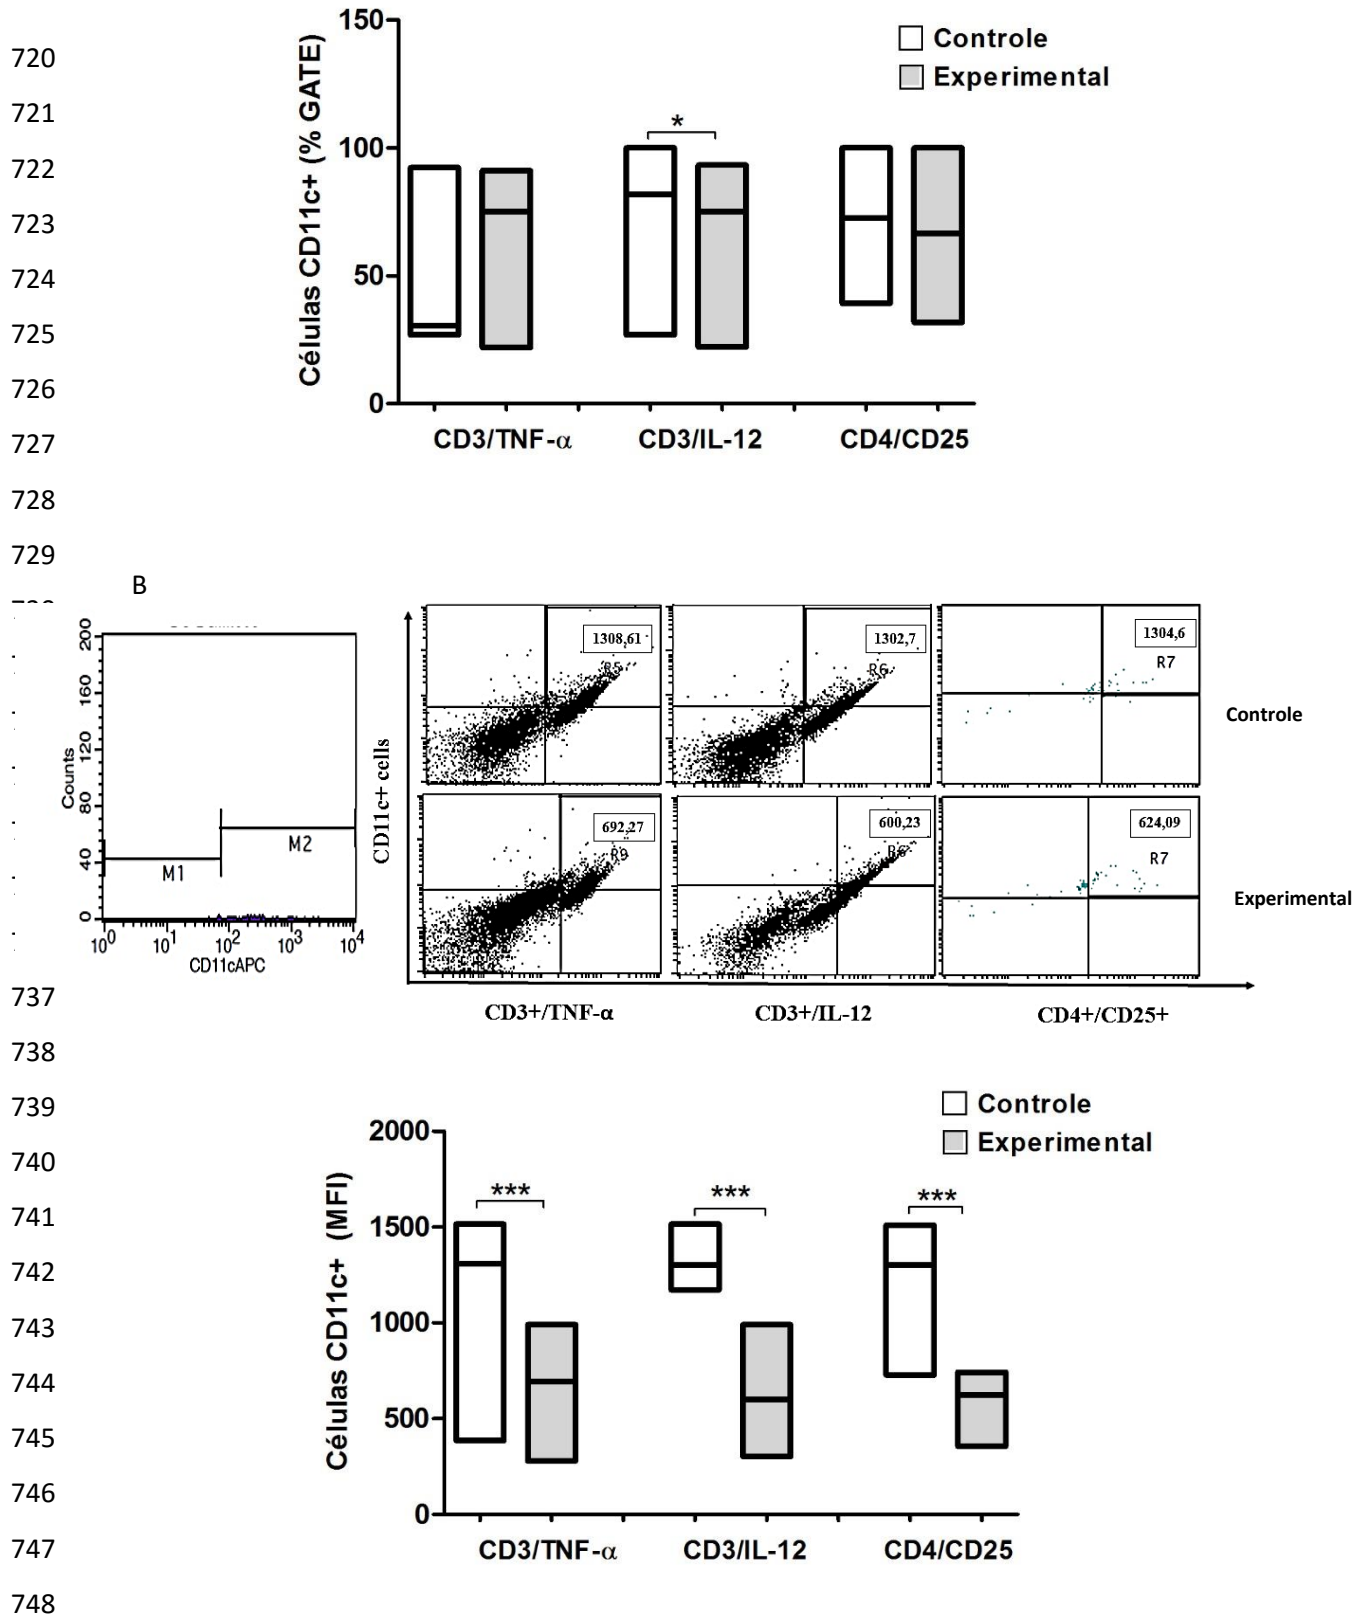 150
720
Controle
Experimental
721
Células CD11c+ (% GATE)
*
100
722
723
50
724
725
726
0
727
CD3/TNF-α CD3/IL-12 CD4/CD25
728
729
B
200
160
120
80
40
0
Counts
M1
M2
10^0 10^1 10^2 10^3 10^4
CD11cAPC
CD11c+ cells
1308,61
R5
1302,7
R6
1304,6
R7
Controle
692,27
R9
600,23
R6
624,09
R7
Experimental
737
CD3+/TNF-α CD3+/IL-12 CD4+/CD25+
738
739
Controle
2000
740
Experimental
Células CD11c+ (MFI)
741
*** *** ***
1500
742
1000
743
744
500
745
746
0
747
CD3/TNF-α CD3/IL-12 CD4/CD25
748